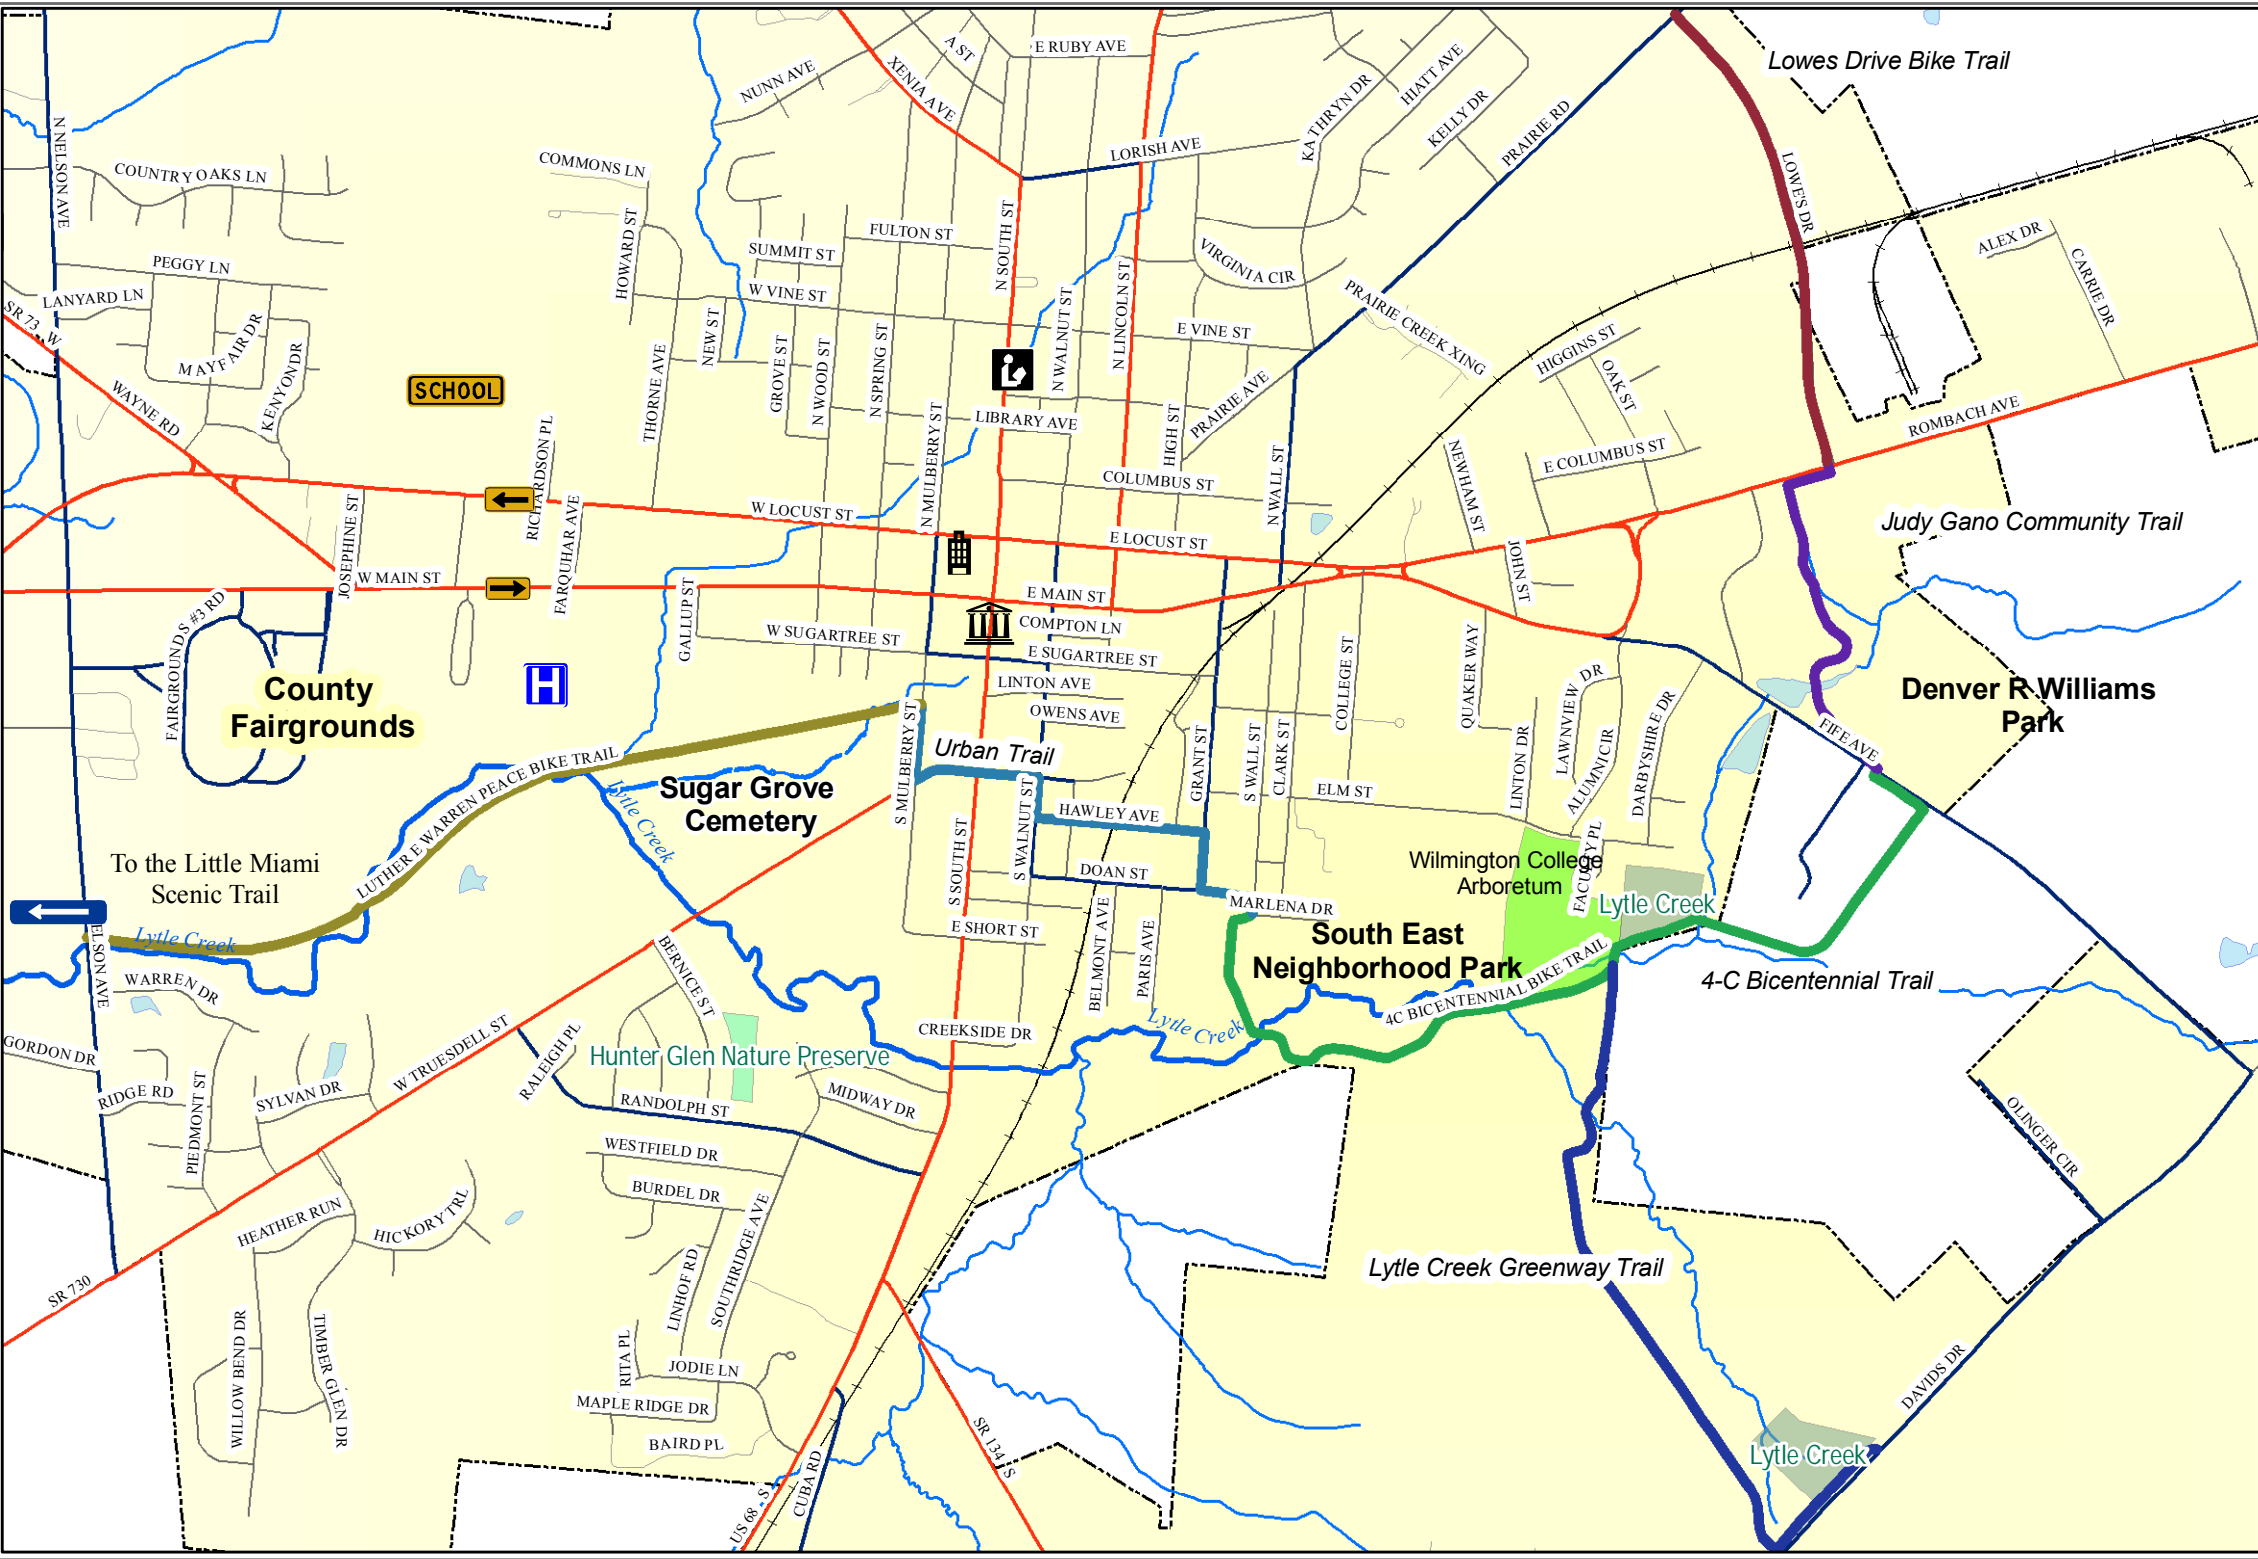 E RUBY AVE
A ST
XENIA AVE
NUNN AVE
Lowes Drive Bike Trail
HIATT AVE
KATHRYN DR
KELLY DR
PRAIRIE RD
LORISH AVE
N NELSON AVE
COUNTRY OAKS LN
COMMONS LN
LOWE'S DR
HOWARD ST
FULTON ST
N SOUTH ST
SUMMIT ST
VIRGINIA CIR
ALEX DR
CARRIE DR
PEGGY LN
LANYARD LN
W VINE ST
E VINE ST
N WALNUT ST
N LINCOLN ST
PRAIRIE CREEK XING
SR 73 W
MAYFAIR DR
KENYON DR
NEW ST
GROVE ST
N WOOD ST
N SPRING ST
THORNE AVE
HIGGINS ST
OAK ST
SCHOOL
WAYNE RD
PRAIRIE AVE
HIGH ST
LIBRARY AVE
N MULBERRY ST
ROMBACH AVE
RICHARDSON PL
COLUMBUS ST
N WALL ST
NEWHAM ST
E COLUMBUS ST
JOSEPHINE ST
FARQUHAR AVE
W LOCUST ST
E LOCUST ST
Judy Gano Community Trail
JOHN ST
W MAIN ST
E MAIN ST
FAIRGROUNDS #3 RD
GALLUP ST
W SUGARTREE ST
COMPTON LN
E SUGARTREE ST
COLLEGE ST
QUAKER WAY
LAWNVIEW DR
County
Fairgrounds
LINTON AVE
OWENS AVE
Denver R Williams
Park
DARBYSHIRE DR
ALUMNI CIR
LINTON DR
FIFE AVE
S MULBERRY ST
Urban Trail
GRANT ST
S WALL ST
CLARK ST
LUTHER E WARREN PEACE BIKE TRAIL
Lytle Creek
Sugar Grove
Cemetery
S WALNUT ST
HAWLEY AVE
ELM ST
S SOUTH ST
DOAN ST
FACULTY PL
Wilmington College
Arboretum
To the Little Miami
Scenic Trail
MARLENA DR
Lytle Creek
ELSON AVE
Lytle Creek
E SHORT ST
BELMONT AVE
PARIS AVE
South East
Neighborhood Park
4C BICENTENNIAL BIKE TRAIL
4-C Bicentennial Trail
WARREN DR
BERNICE ST
CREEKSIDE DR
Lytle Creek
GORDON DR
W TRUESDELL ST
RALEIGH PL
Hunter Glen Nature Preserve
RIDGE RD
PIEDMONT ST
SYLVAN DR
RANDOLPH ST
MIDWAY DR
WESTFIELD DR
OLINGER CIR
BURDEL DR
HEATHER RUN
HICKORY TRL
SOUTHRIDGE AVE
LINHOF RD
Lytle Creek Greenway Trail
SR 730
WILLOW BEND DR
TIMBER GLEN DR
RITA PL
JODIE LN
DAVIDS DR
MAPLE RIDGE DR
BAIRD PL
SR 134 S
Lytle Creek
CUBA RD
US 68 S